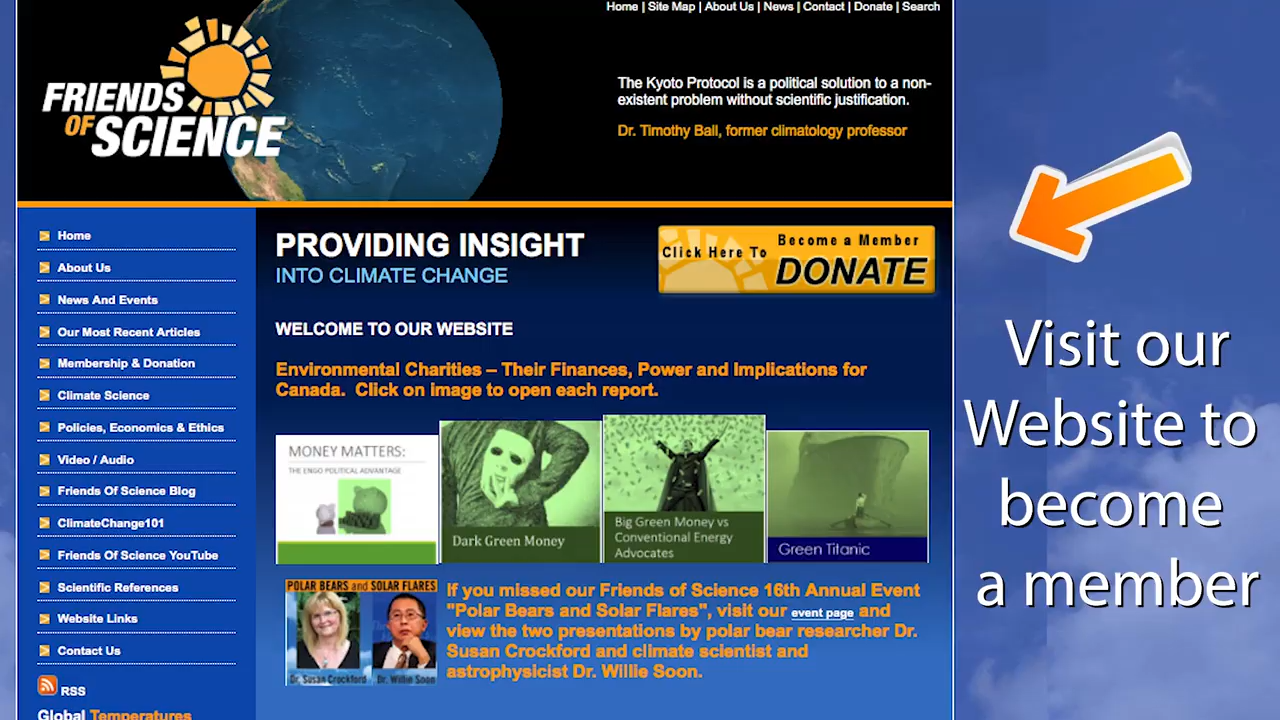 Home | Site Map | About Us | News | Contact | Donate | Search
FRIENDS
OF SCIENCE
The Kyoto Protocol is a political solution to a non-
existent problem without scientific justification.
Dr. Timothy Ball, former climatology professor
Home
About Us
News And Events
Our Most Recent Articles
Membership & Donation
Climate Science
Policies, Economics & Ethics
Video / Audio
Friends Of Science Blog
ClimateChange101
Friends Of Science YouTube
Scientific References
Website Links
Contact Us
RSS
Global Temperatures
PROVIDING INSIGHT
INTO CLIMATE CHANGE
Click Here To
Become a Member
DONATE
WELCOME TO OUR WEBSITE
Environmental Charities – Their Finances, Power and Implications for
Canada.  Click on image to open each report.
MONEY MATTERS:
THE ENGO POLITICAL ADVANTAGE
Dark Green Money
Big Green Money vs
Conventional Energy
Advocates
Green Titanic
POLAR BEARS and SOLAR FLARES
Dr. Susan Crockford
Dr. Willie Soon
If you missed our Friends of Science 16th Annual Event
"Polar Bears and Solar Flares", visit our event page and
view the two presentations by polar bear researcher Dr.
Susan Crockford and climate scientist and
astrophysicist Dr. Willie Soon.
Visit our
Website to
become
a member